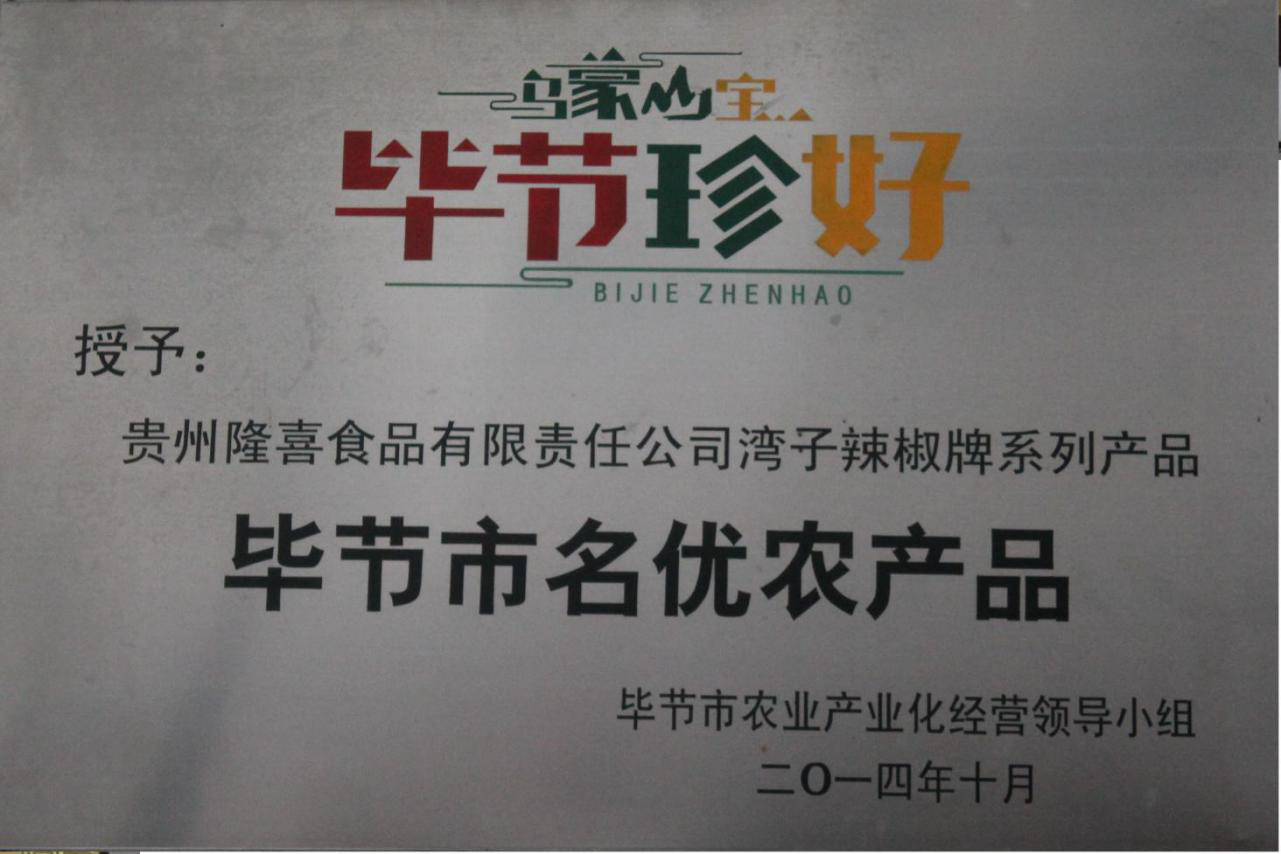 乌蒙山宝
毕节珍好
BIJIE ZHENHAO
授予：
贵州隆喜食品有限责任公司湾子辣椒牌系列产品
毕节市名优农产品
毕节市农业产业化经营领导小组
二O一四年十月